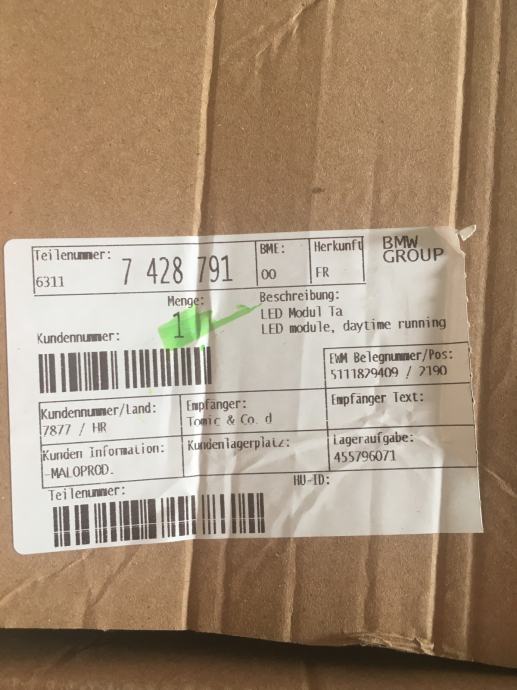 Teilenummer:
6311 7 428 791
BME:
00
Herkunft
FR
BMW
GROUP
Menge:
1
Beschreibung:
LED Modul Ta
LED module, daytime running
Kundennummer:
EWM Belegnummer/Pos:
5111829409 / 2190
Kundennummer/Land:
7877 / HR
Empfänger:
Tomic & Co. d
Empfänger Text:
Kunden Information:
-MALOPROD.
Kundenlagerplatz:
Lageraufgabe:
455796071
Teilenummer:
HU-ID: